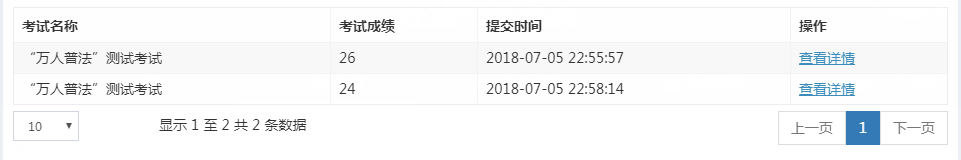 考试名称 考试成绩 提交时间 操作
“万人普法”测试考试 26 2018-07-05 22:55:57 查看详情
“万人普法”测试考试 24 2018-07-05 22:58:14 查看详情
10 显示 1 至 2 共 2 条数据 上一页 1 下一页